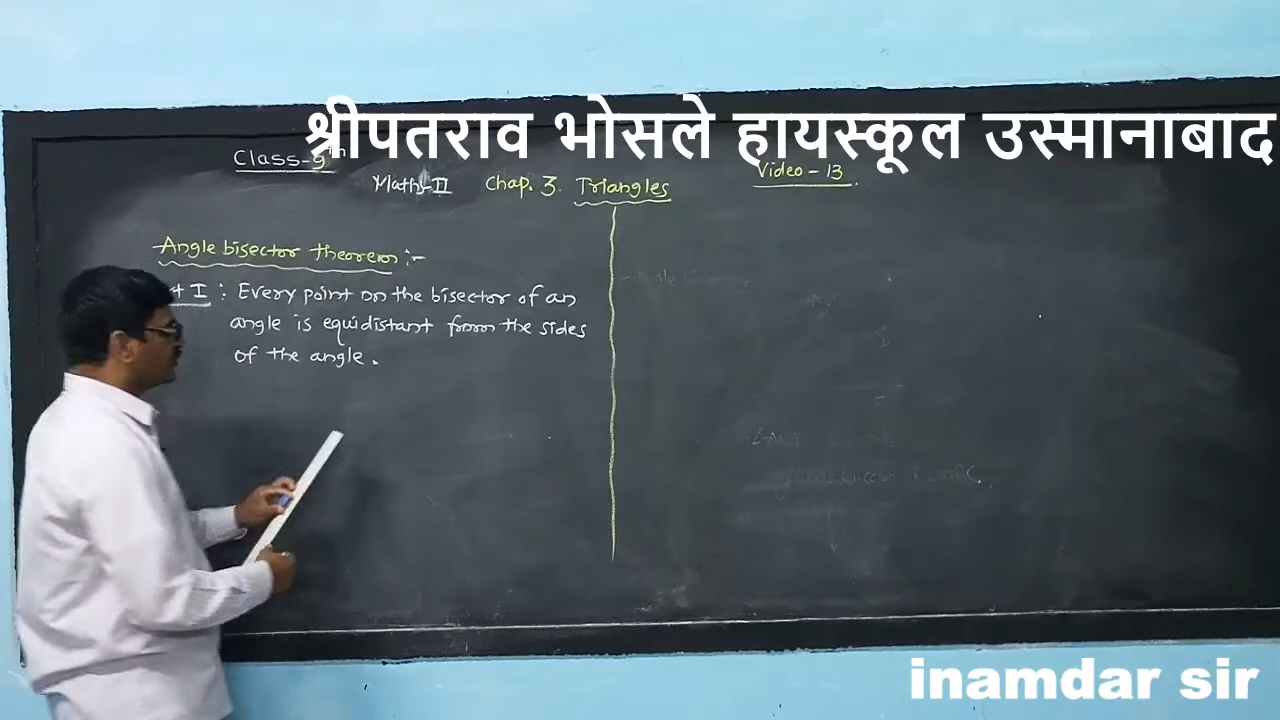 श्रीपतराव भोसले हायस्कूल उस्मानाबाद
Class-9th
Maths-II Chap. 3. Triangles
Video - 13.
Angle bisector theorem :-
t I : Every point on the bisector of an
angle is equidistant from the sides
of the angle.
inamdar sir